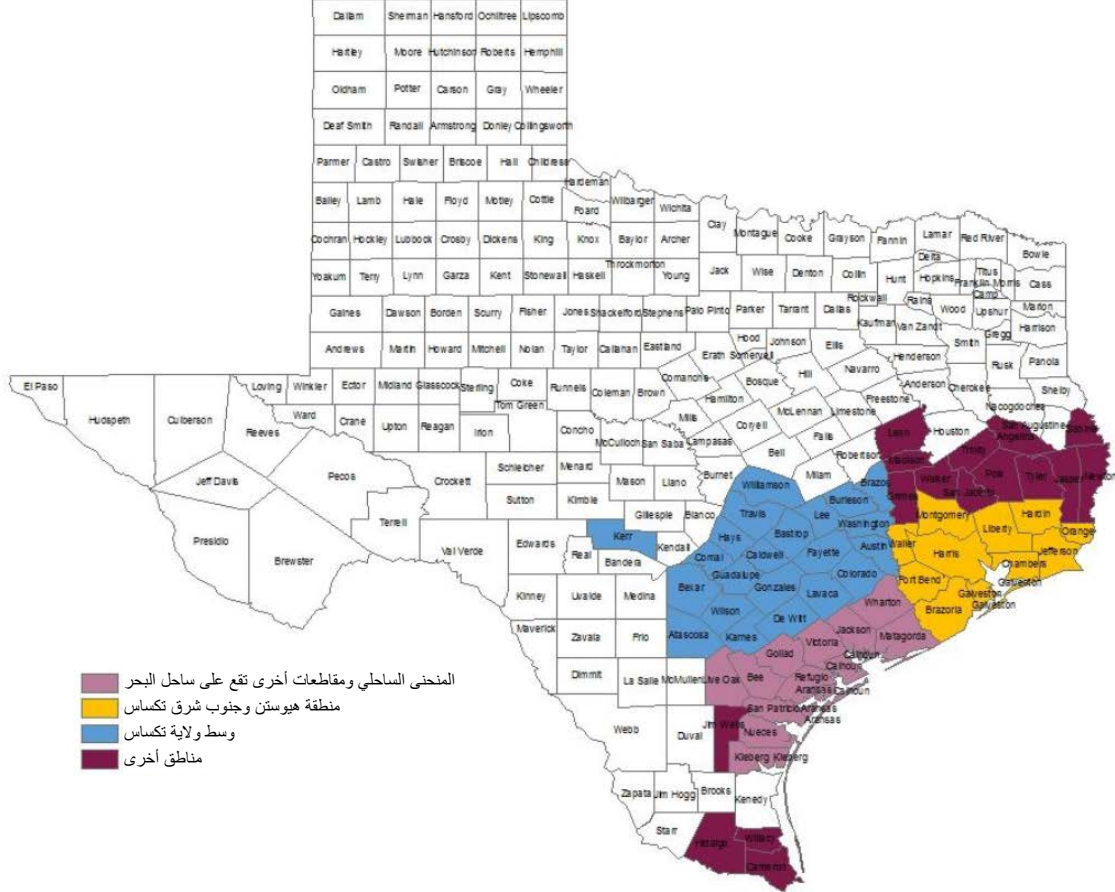 Dallam Sherman Hansford Ochiltree Lipscomb
Hartley Moore Hutchinson Roberts Hemphill
Oldham Potter Carson Gray Wheeler
Deaf Smith Randall Armstrong Donley Collingsworth
Parmer Castro Swisher Briscoe Hall Childress
Hardeman
Bailey Lamb Hale Floyd Motley Cottle Foard Wilbarger Wichita
Clay Montague Cooke Grayson Fannin Lamar Red River Bowie
Cochran Hockley Lubbock Crosby Dickens King Knox Baylor Archer
Delta Titus
Yoakum Terry Lynn Garza Kent Stonewall Haskell Throckmorton Young Jack Wise Denton Collin Hunt Hopkins Franklin Morris Cass
Camp
Rockwall Rains Wood Upshur Marion
Gaines Dawson Borden Scurry Fisher Jones Shackelford Stephens Palo Pinto Parker Tarrant Dallas Kaufman Van Zandt Gregg Harrison
Andrews Martin Howard Mitchell Nolan Taylor Callahan Eastland Erath Hood Somervell Johnson Ellis Henderson Smith Rusk Panola
El Paso Hudspeth Culberson Loving Winkler Ector Midland Glasscock Sterling Coke Runnels Coleman Brown Comanche Bosque Hill Navarro Anderson Cherokee Shelby
Nacogdoches
Reeves Ward Crane Upton Reagan Irion Tom Green Concho McCulloch San Saba Mills Hamilton Coryell McLennan Limestone Freestone
Lampasas Bell Falls Robertson Leon Houston San Augustine Sabine
Angelina
Trinity
Jeff Davis Pecos Crockett Schleicher Menard Mason Llano Burnet Williamson Milam Brazos Madison Walker Polk Tyler Jasper Newton
San Jacinto
Grimes
Presidio Brewster Terrell Val Verde Sutton Kimble Gillespie Blanco Travis Lee Burleson Washington Montgomery Liberty Hardin Orange
Edwards Real Kerr Kendall Bandera Hays Bastrop Caldwell Fayette Austin Waller Harris Jefferson
Comal Guadalupe Colorado Fort Bend Chambers
Galveston
Galveston
Galveston
Kinney Uvalde Medina Bexar Wilson Gonzales Lavaca Wharton Brazoria
Maverick Zavala Frio Atascosa Karnes De Witt Jackson Matagorda
Victoria
Goliad Calhoun
Calhoun
Calhoun
Dimmit La Salle McMullen Live Oak Bee Refugio
Aransas
Aransas
Aransas
San Patricio
Webb Duval Jim Wells Nueces
Kleberg Kleberg
Zapata Jim Hogg Brooks Kenedy
Starr Hidalgo Willacy
Cameron
المنحنى الساحلي ومقاطعات أخرى تقع على ساحل البحر
منطقة هيوستن وجنوب شرق تكساس
وسط ولاية تكساس
مناطق أخرى